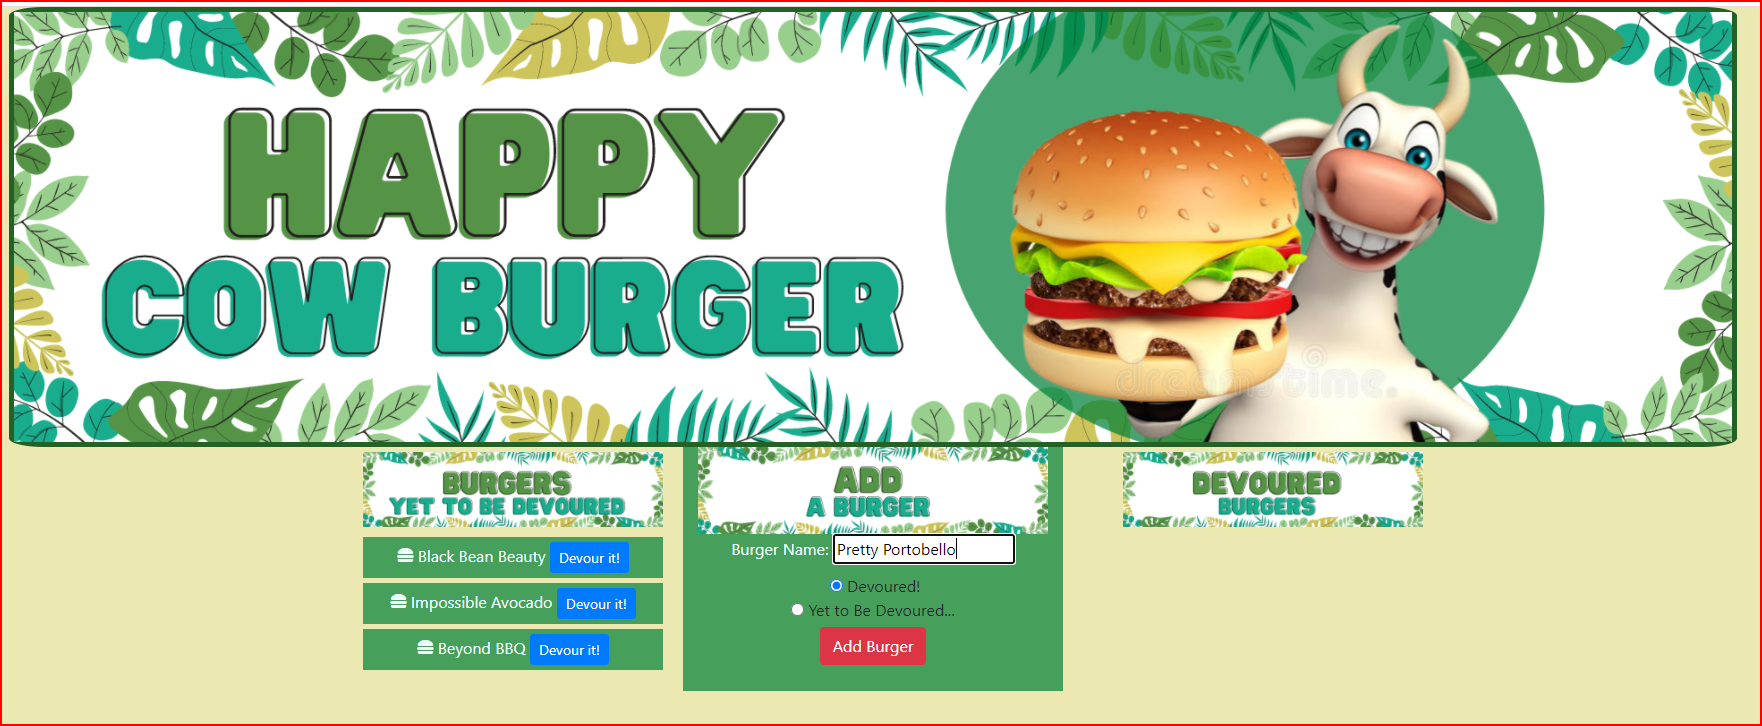 HAPPY
COW BURGER
dreamstime.
BURGERS
YET TO BE DEVOURED
Black Bean Beauty Devour it!
Impossible Avocado Devour it!
Beyond BBQ Devour it!
ADD
A BURGER
Burger Name: Pretty Portobello
Devoured!
Yet to Be Devoured...
Add Burger
DEVOURED
BURGERS